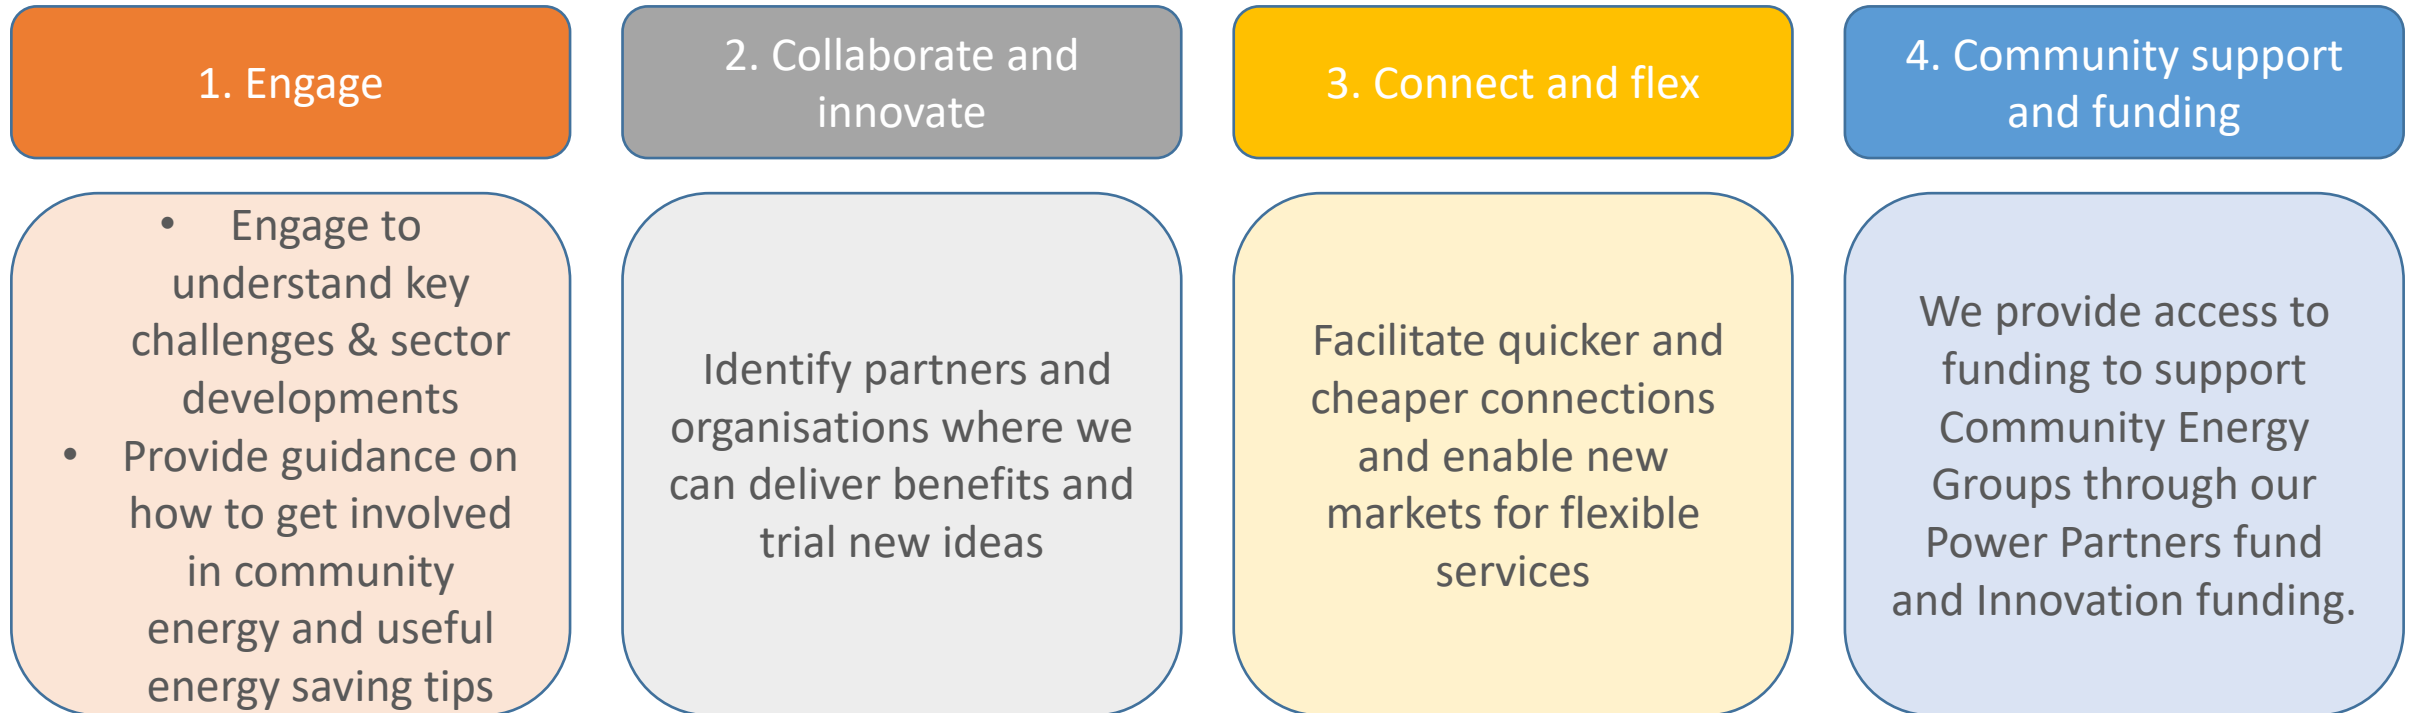 1. Engage
2. Collaborate and
innovate
3. Connect and flex
4. Community support
and funding
• Engage to
understand key
challenges & sector
developments
• Provide guidance on
how to get involved
in community
energy and useful
energy saving tips
Identify partners and
organisations where we
can deliver benefits and
trial new ideas
Facilitate quicker and
cheaper connections
and enable new
markets for flexible
services
We provide access to
funding to support
Community Energy
Groups through our
Power Partners fund
and Innovation funding.